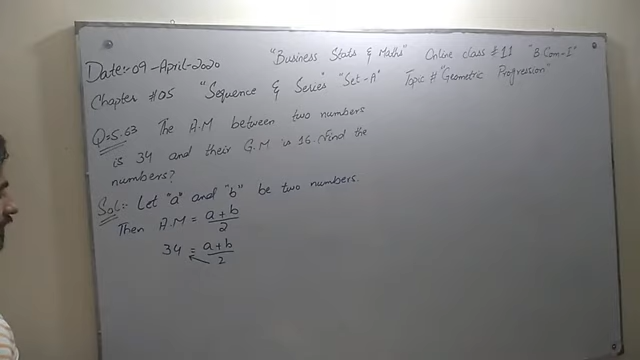 Date:- 09-April-2020 "Business Stats & Maths" Online class # 11 "B.Com-I"
Chapter #05 "Sequence & Series" "Set-A" Topic # "Geometric Progression"
Q=5.63 The A.M between two numbers
is 34 and their G.M is 16. Find the
numbers?
Sol:- Let "a" and "b" be two numbers.
Then A.M = a+b/2
34 = a+b/2